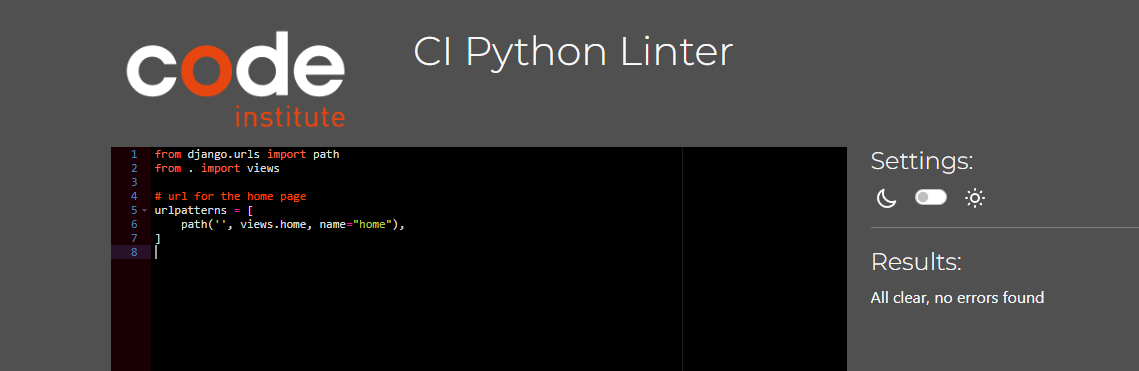 code
institute
CI Python Linter
1 from django.urls import path
2 from . import views
3
4 # url for the home page
5 urlpatterns = [
6     path('', views.home, name="home"),
7 ]
8
Settings:
Results:
All clear, no errors found